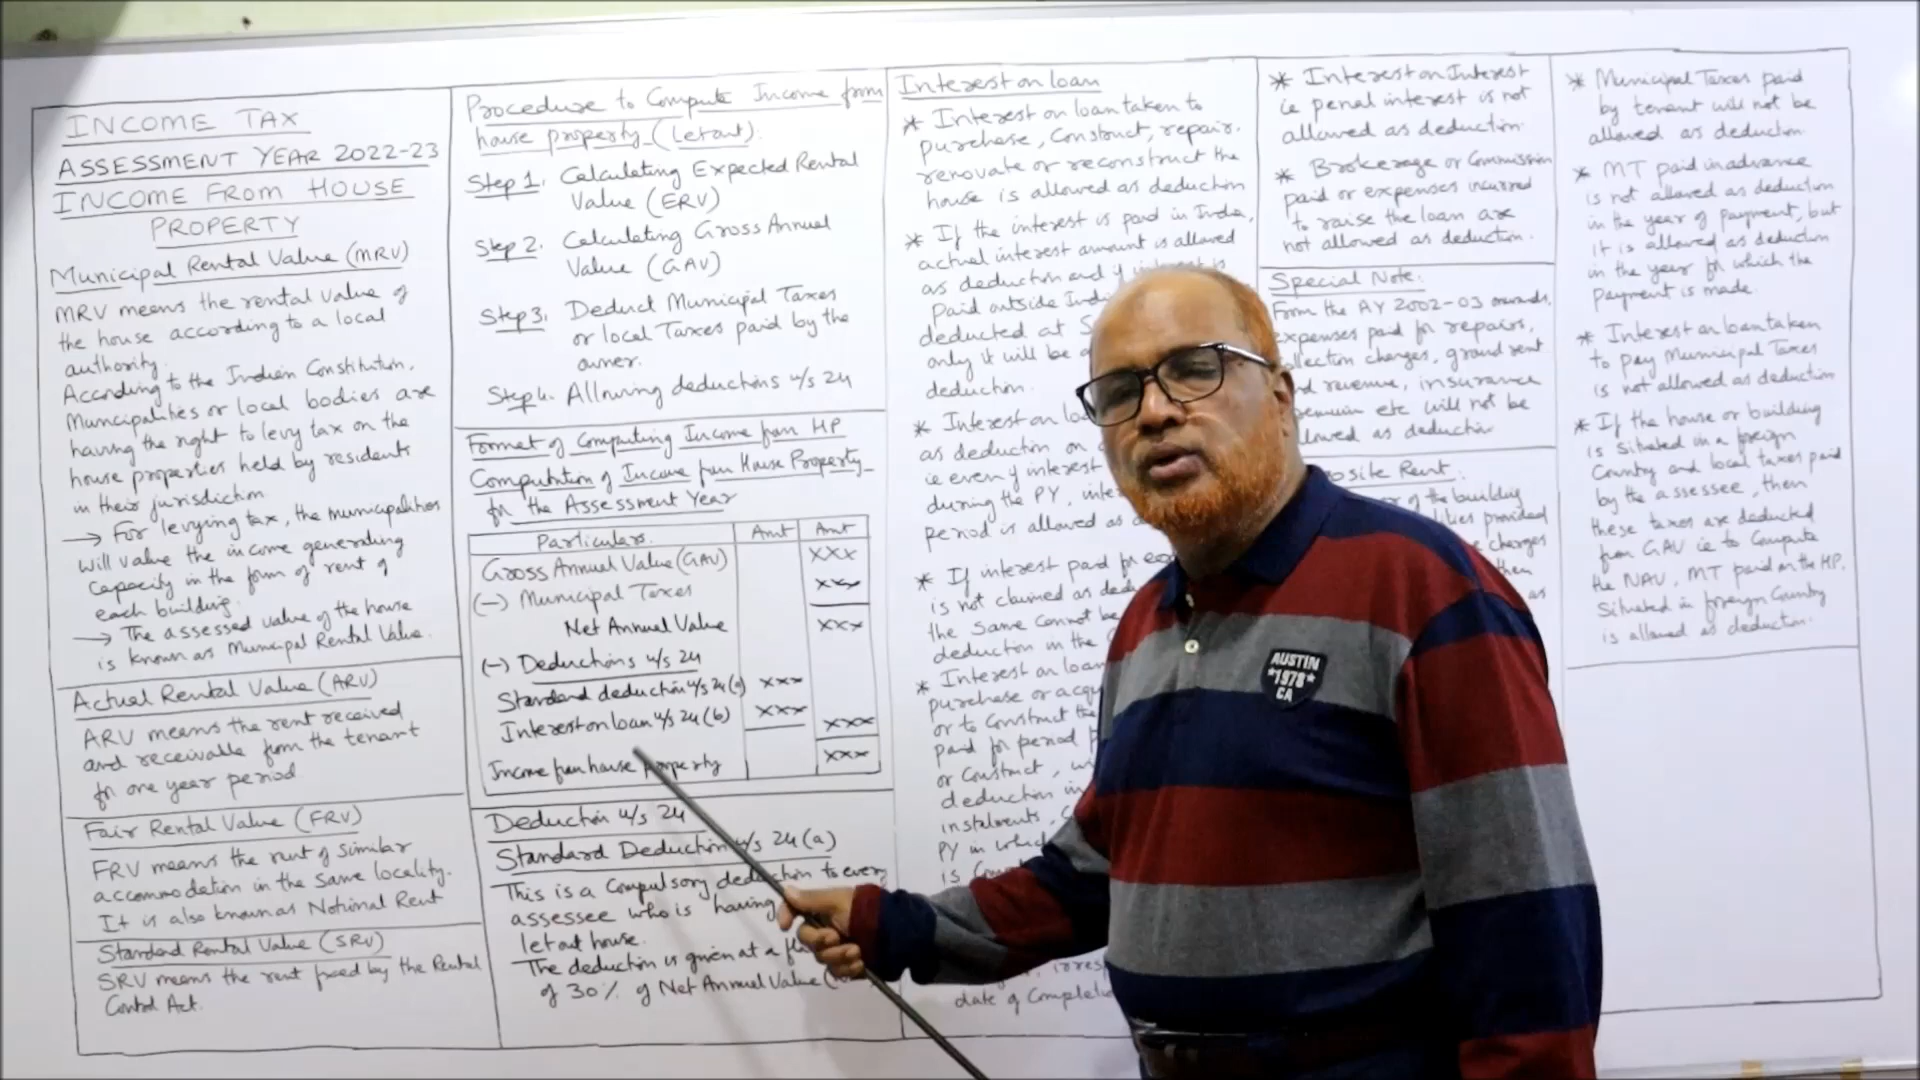 INCOME TAX
ASSESSMENT YEAR 2022-23
INCOME FROM HOUSE
PROPERTY
Municipal Rental Value (MRV)
MRV means the rental value of
the house according to a local
authority.
According to the Indian Constitution,
Municipalities or local bodies are
having the right to levy tax on the
house properties held by residents
in their jurisdiction
→ For levying tax, the municipalities
will value the income generating
capacity in the form of rent of
each building.
→ The assessed value of the house
is known as Municipal Rental Value.
Actual Rental Value (ARV)
ARV means the rent received
and receivable from the tenant
for one year period
Fair Rental Value (FRV)
FRV means the rent of similar
accommodation in the same locality.
It is also known as Notional Rent
Standard Rental Value (SRV)
SRV means the rent fixed by the Rental
Control Act.
Procedure to Compute Income from
house property (let out).
Step 1. Calculating Expected Rental
Value (ERV)
Step 2. Calculating Gross Annual
Value (GAV)
Step 3. Deduct Municipal Taxes
or local Taxes paid by the
owner.
Step 4. Allowing deductions u/s 24
Format of Computing Income from HP
Computation of Income from House Property
for the Assessment Year
Particulars Amt Amt
Gross Annual Value (GAV) xxx
(-) Municipal Taxes xxx
Net Annual Value xxx
(-) Deductions u/s 24
Standard deduction u/s 24(a) xxx
Interest on loan u/s 24(b) xxx xxx
Income from house property xxx
Deduction u/s 24
Standard Deduction u/s 24(a)
This is a Compulsory deduction to every
assessee who is having
let out house.
The deduction is given at a
of 30% of Net Annual Value
Interest on loan
* Interest on loan taken to
purchase, Construct, repair,
renovate or reconstruct the
house is allowed as deduction
* If the interest is paid in India,
actual interest amount is allowed
as deduction and if interest is
Paid outside
deducted at
only it will be
deduction.
* Interest on
as deduction on
ie even if interest
during the PY,
period is allowed as
* If interest paid for
is not claimed as
the same cannot be
deduction in the
* Interest on loan
purchase or
or to Construct the
paid for period
or Construct,
deduction in
instalments,
PY in which
is
date of
* Interest on Interest
ie penal interest is not
allowed as deduction.
* Brokerage or Commission
paid or expenses incurred
to raise the loan are
not allowed as deduction.
Special Note:
From the AY 2002-03 onwards,
expenses paid for repairs,
collection charges, ground rent
revenue, insurance
etc will not be
allowed as deduction
Rent.
of the building
provided
charges
then
as
* Municipal Taxes paid
by tenant will not be
allowed as deduction
* MT paid in advance
is not allowed as deduction
in the year of payment, but
it is allowed as deduction
in the year for which the
payment is made.
* Interest on loan taken
to pay Municipal Taxes
is not allowed as deduction
* If the house or building
is situated in a foreign
Country and local taxes paid
by the assessee, then
these taxes are deducted
from GAV ie to Compute
the NAV, MT paid on the HP,
situated in foreign Country
is allowed as deduction.
AUSTIN
*1978*
CA